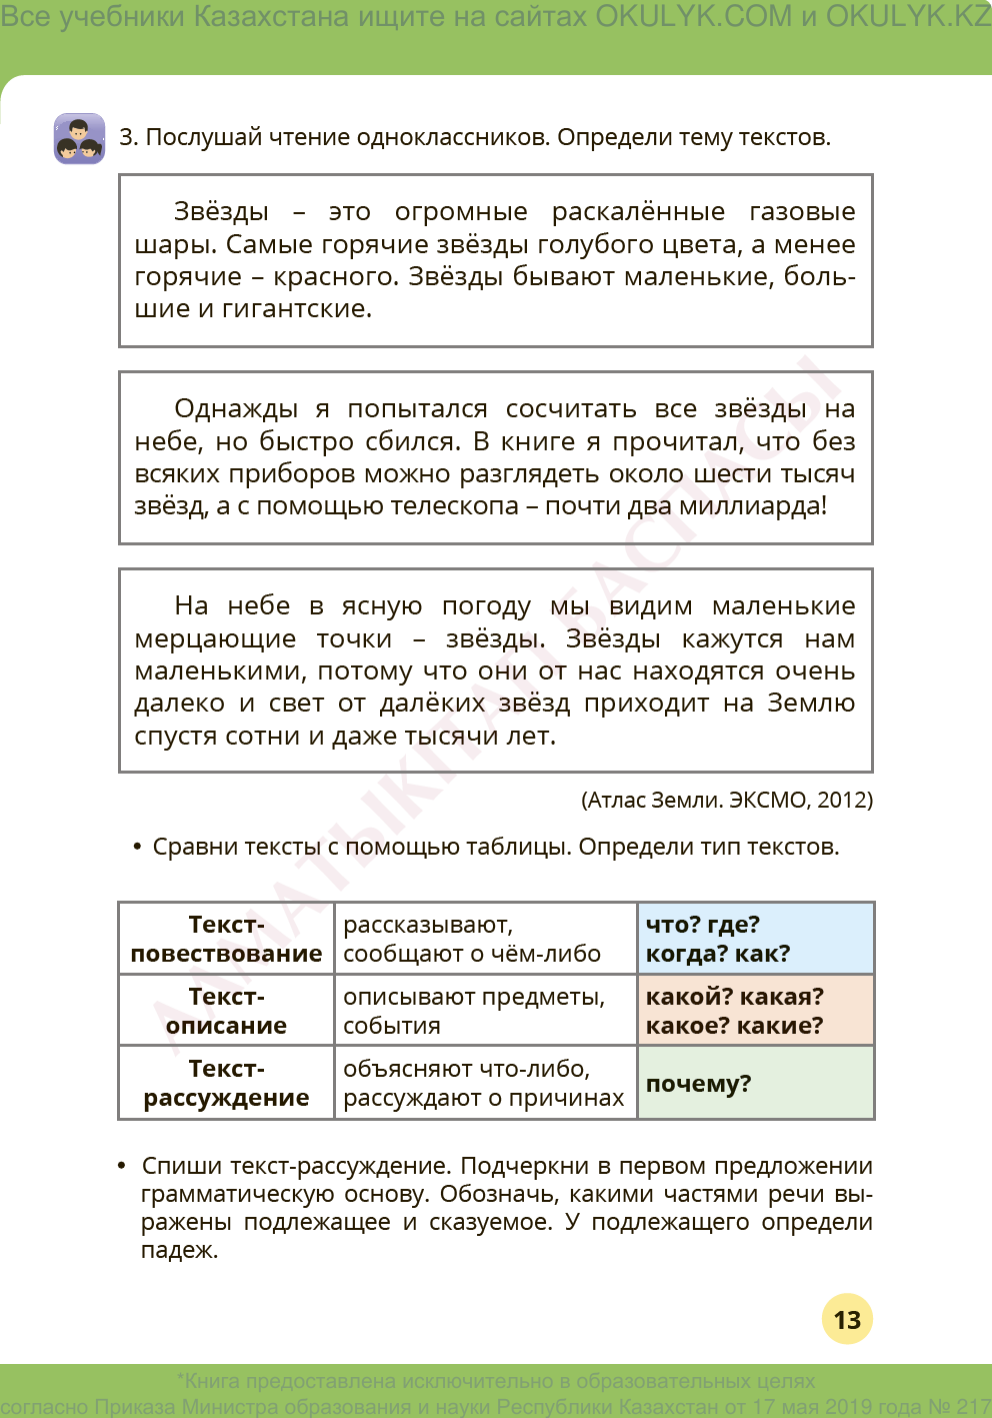 Все учебники Казахстана ищите на сайтах OKULYK.COM и OKULYK.KZ
3. Послушай чтение одноклассников. Определи тему текстов.
Звёзды – это огромные раскалённые газовые
шары. Самые горячие звёзды голубого цвета, а менее
горячие – красного. Звёзды бывают маленькие, боль-
шие и гигантские.
Однажды я попытался сосчитать все звёзды на
небе, но быстро сбился. В книге я прочитал, что без
всяких приборов можно разглядеть около шести тысяч
звёзд, а с помощью телескопа – почти два миллиарда!
На небе в ясную погоду мы видим маленькие
мерцающие точки – звёзды. Звёзды кажутся нам
маленькими, потому что они от нас находятся очень
далеко и свет от далёких звёзд приходит на Землю
спустя сотни и даже тысячи лет.
(Атлас Земли. ЭКСМО, 2012)
• Сравни тексты с помощью таблицы. Определи тип текстов.
Текст-
повествование
рассказывают,
сообщают о чём-либо
что? где?
когда? как?
Текст-
описание
описывают предметы,
события
какой? какая?
какое? какие?
Текст-
рассуждение
объясняют что-либо,
рассуждают о причинах
почему?
• Спиши текст-рассуждение. Подчеркни в первом предложении
грамматическую основу. Обозначь, какими частями речи вы-
ражены подлежащее и сказуемое. У подлежащего определи
падеж.
АЛМАТЫКІТАП БАСПАСЫ
13
*Книга предоставлена исключительно в образовательных целях
согласно Приказа Министра образования и науки Республики Казахстан от 17 мая 2019 года № 217